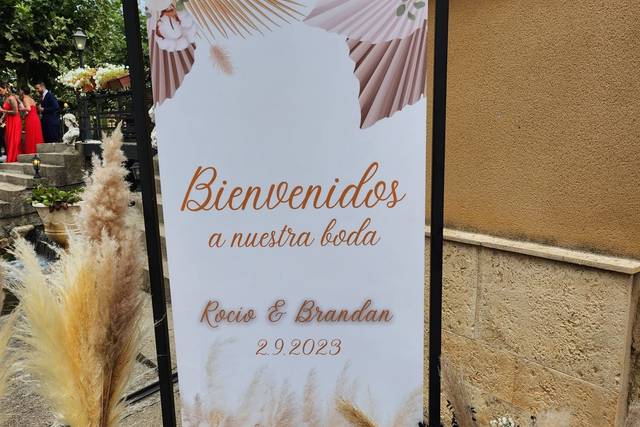 Bienvenidos
a nuestra boda
Rocio & Brandan
2.9.2023